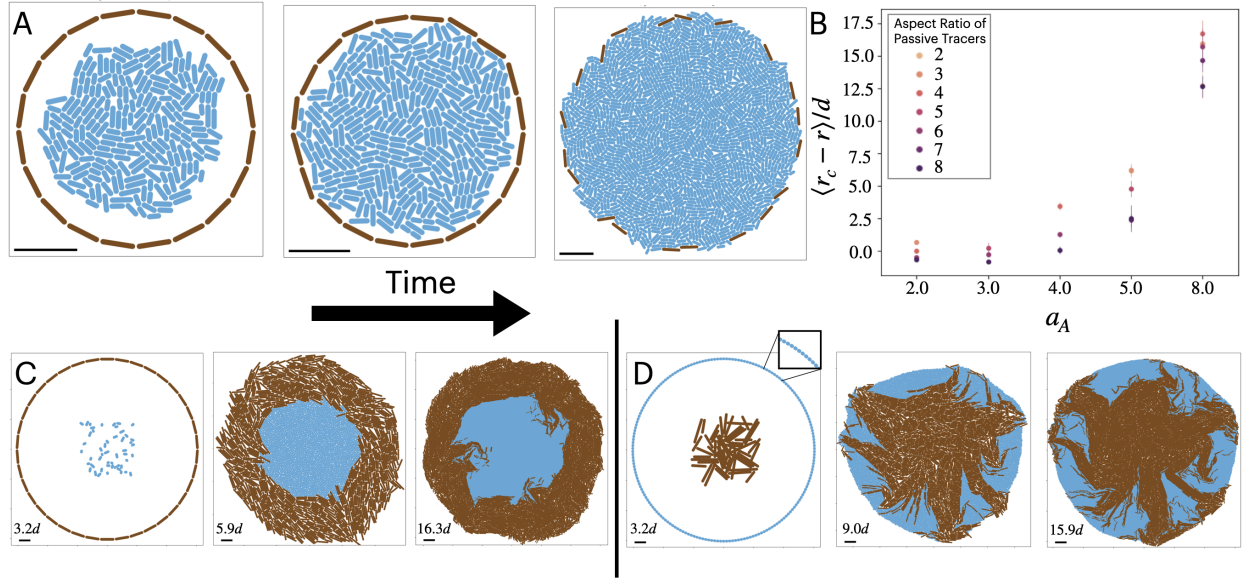 A
B
17.5
15.0
12.5
10.0
7.5
5.0
2.5
0.0
⟨r_c − r⟩/d
Aspect Ratio of
Passive Tracers
2
3
4
5
6
7
8
2.0 3.0 4.0 5.0 8.0
a_A
Time
C
3.2d
5.9d
16.3d
D
3.2d
9.0d
15.9d